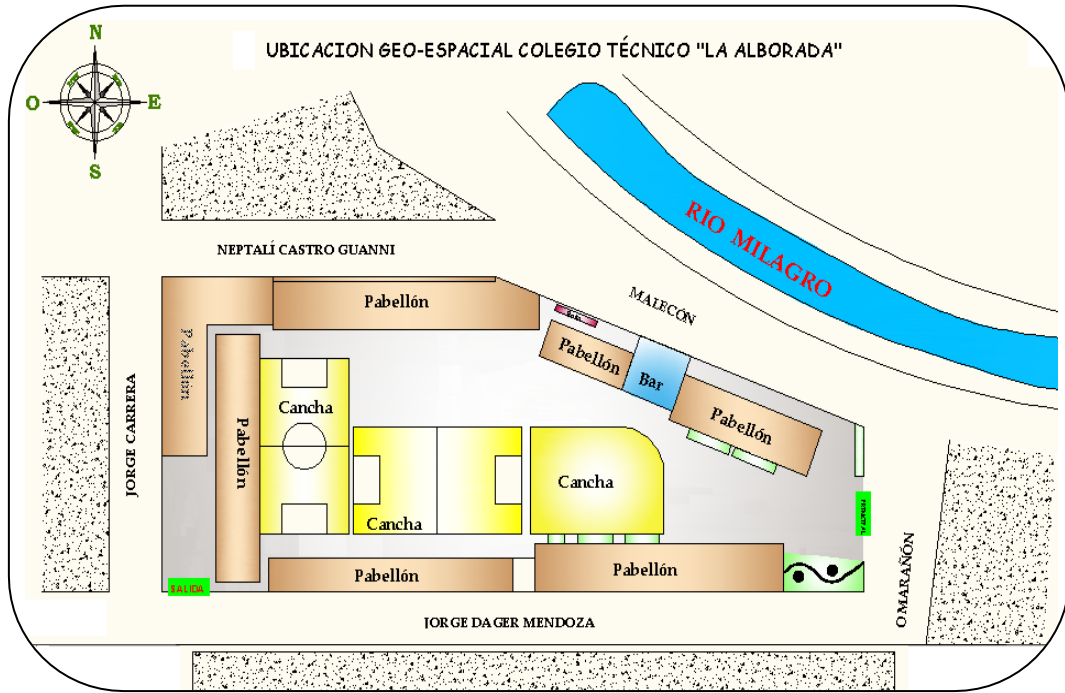 UBICACION GEO-ESPACIAL COLEGIO TÉCNICO "LA ALBORADA"
N
O
E
S
RIO MILAGRO
NEPTALÍ CASTRO GUANNI
MALECÓN
Pabellón
Pabellón
Pabellón
Bar
Pabellón
Pabellón
JORGE CARRERA
Cancha
Cancha
Cancha
PRINCIPAL
Pabellón
Pabellón
SALIDA
O MARAÑÓN
JORGE DAGER MENDOZA